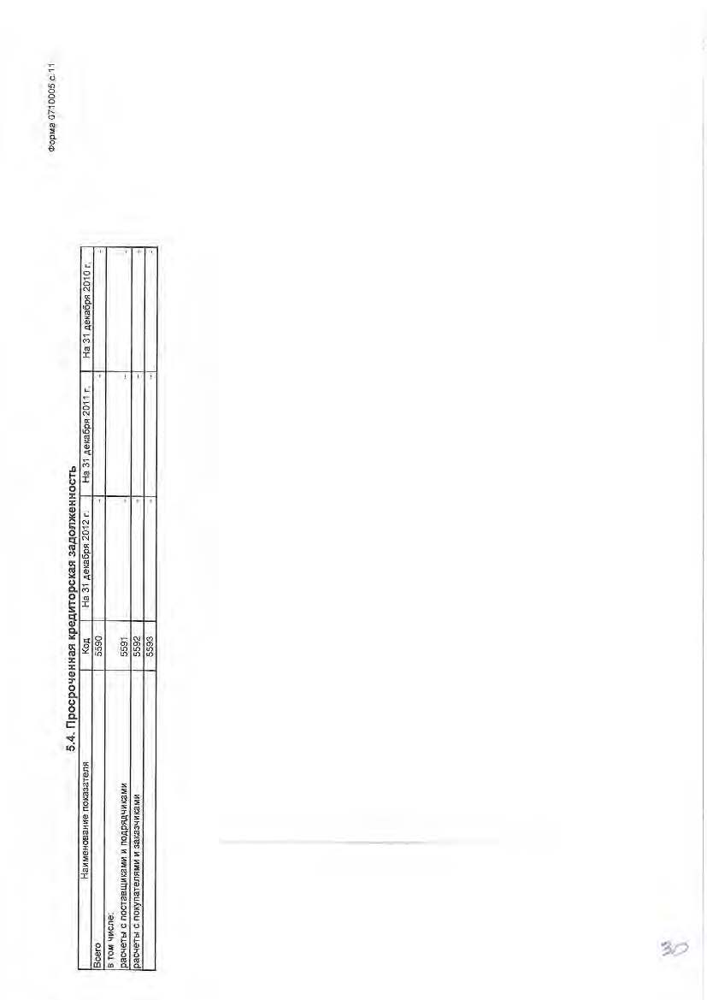 Форма 0710005 с.11
5.4. Просроченная кредиторская задолженность
Наименование показателя Код На 31 декабря 2012 г. На 31 декабря 2011 г. На 31 декабря 2010 г.
Всего 5590 - - -
в том числе:
расчеты с поставщиками и подрядчиками 5591 - - -
расчеты с покупателями и заказчиками 5592 - - -
5593 - - -
30